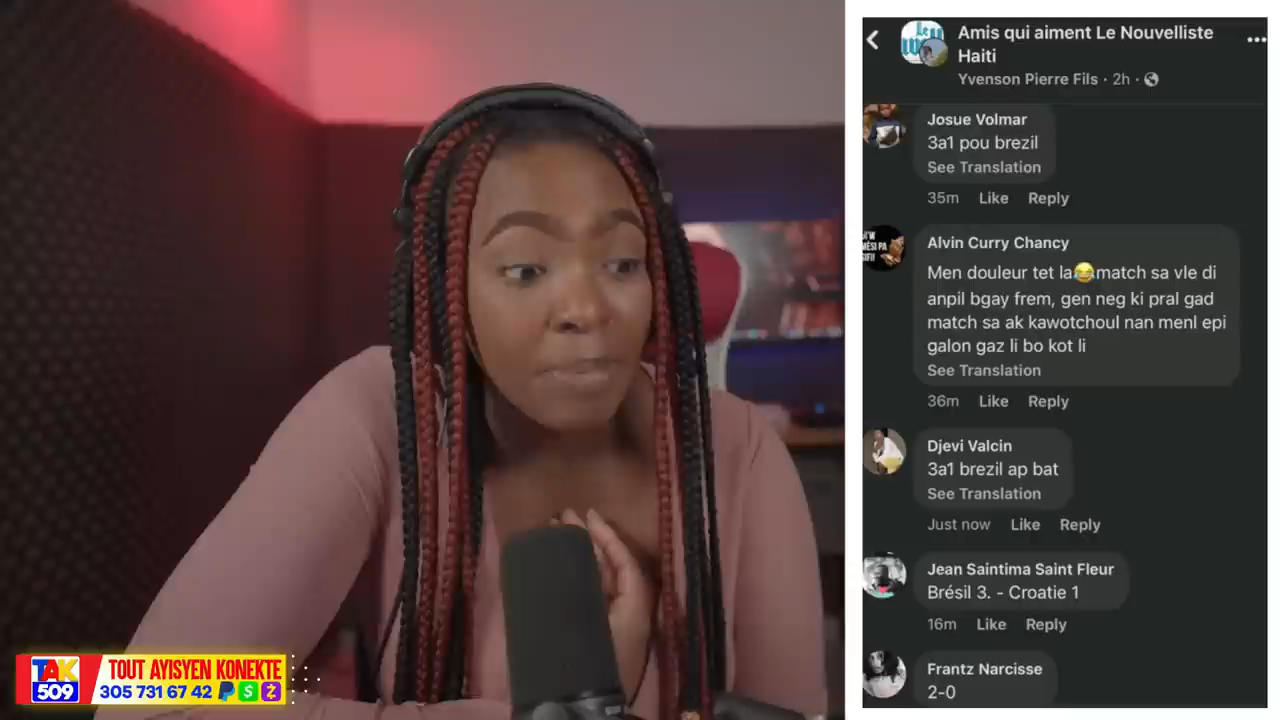 Amis qui aiment Le Nouvelliste
Haiti
Yvenson Pierre Fils · 2h ·
Josue Volmar
3a1 pou brezil
See Translation
35m Like Reply
Alvin Curry Chancy
Men douleur tet la😂match sa vle di
anpil bgay frem, gen neg ki pral gad
match sa ak kawotchoul nan menl epi
galon gaz li bo kot li
See Translation
36m Like Reply
Djevi Valcin
3a1 brezil ap bat
See Translation
Just now Like Reply
Jean Saintima Saint Fleur
Brésil 3. - Croatie 1
16m Like Reply
Frantz Narcisse
2-0
TAK
509
TOUT AYISYEN KONEKTE
305 731 67 42